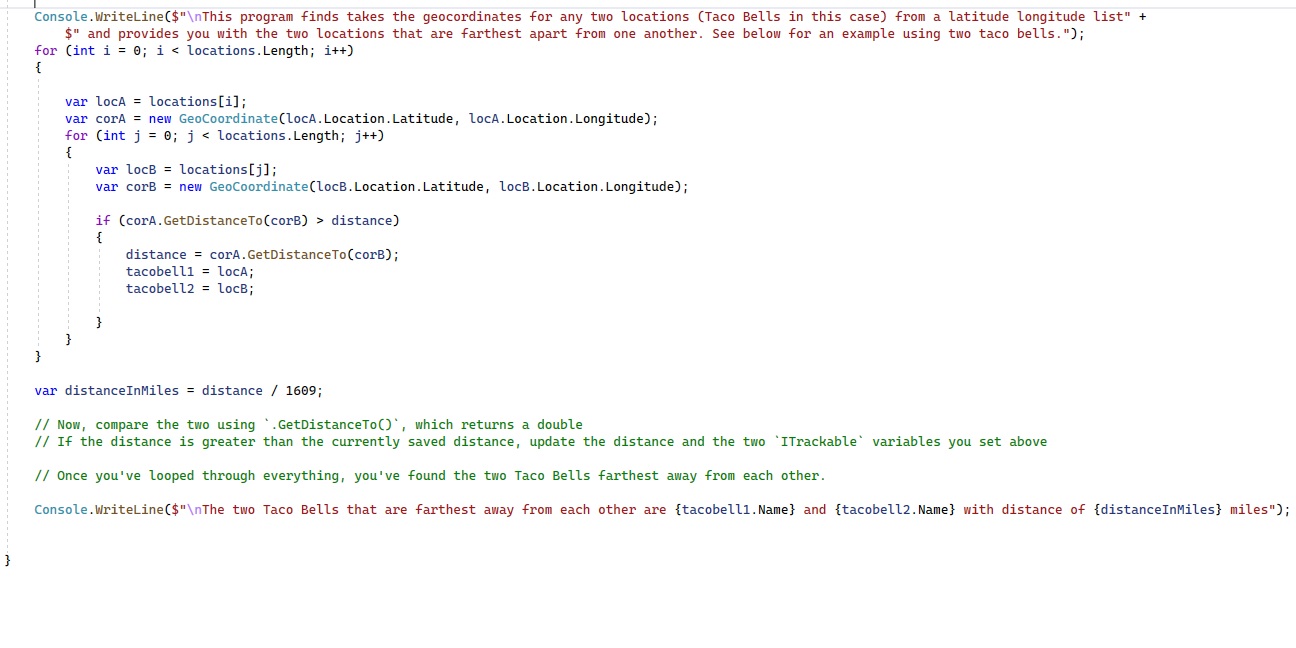 Console.WriteLine($"\nThis program finds takes the geocordinates for any two locations (Taco Bells in this case) from a latitude longitude list" +
$" and provides you with the two locations that are farthest apart from one another. See below for an example using two taco bells.");
for (int i = 0; i < locations.Length; i++)
{
var locA = locations[i];
var corA = new GeoCoordinate(locA.Location.Latitude, locA.Location.Longitude);
for (int j = 0; j < locations.Length; j++)
{
var locB = locations[j];
var corB = new GeoCoordinate(locB.Location.Latitude, locB.Location.Longitude);
if (corA.GetDistanceTo(corB) > distance)
{
distance = corA.GetDistanceTo(corB);
tacobell1 = locA;
tacobell2 = locB;
}
}
}
var distanceInMiles = distance / 1609;
// Now, compare the two using `.GetDistanceTo()`, which returns a double
// If the distance is greater than the currently saved distance, update the distance and the two `ITrackable` variables you set above
// Once you've looped through everything, you've found the two Taco Bells farthest away from each other.
Console.WriteLine($"\nThe two Taco Bells that are farthest away from each other are {tacobell1.Name} and {tacobell2.Name} with distance of {distanceInMiles} miles");
}